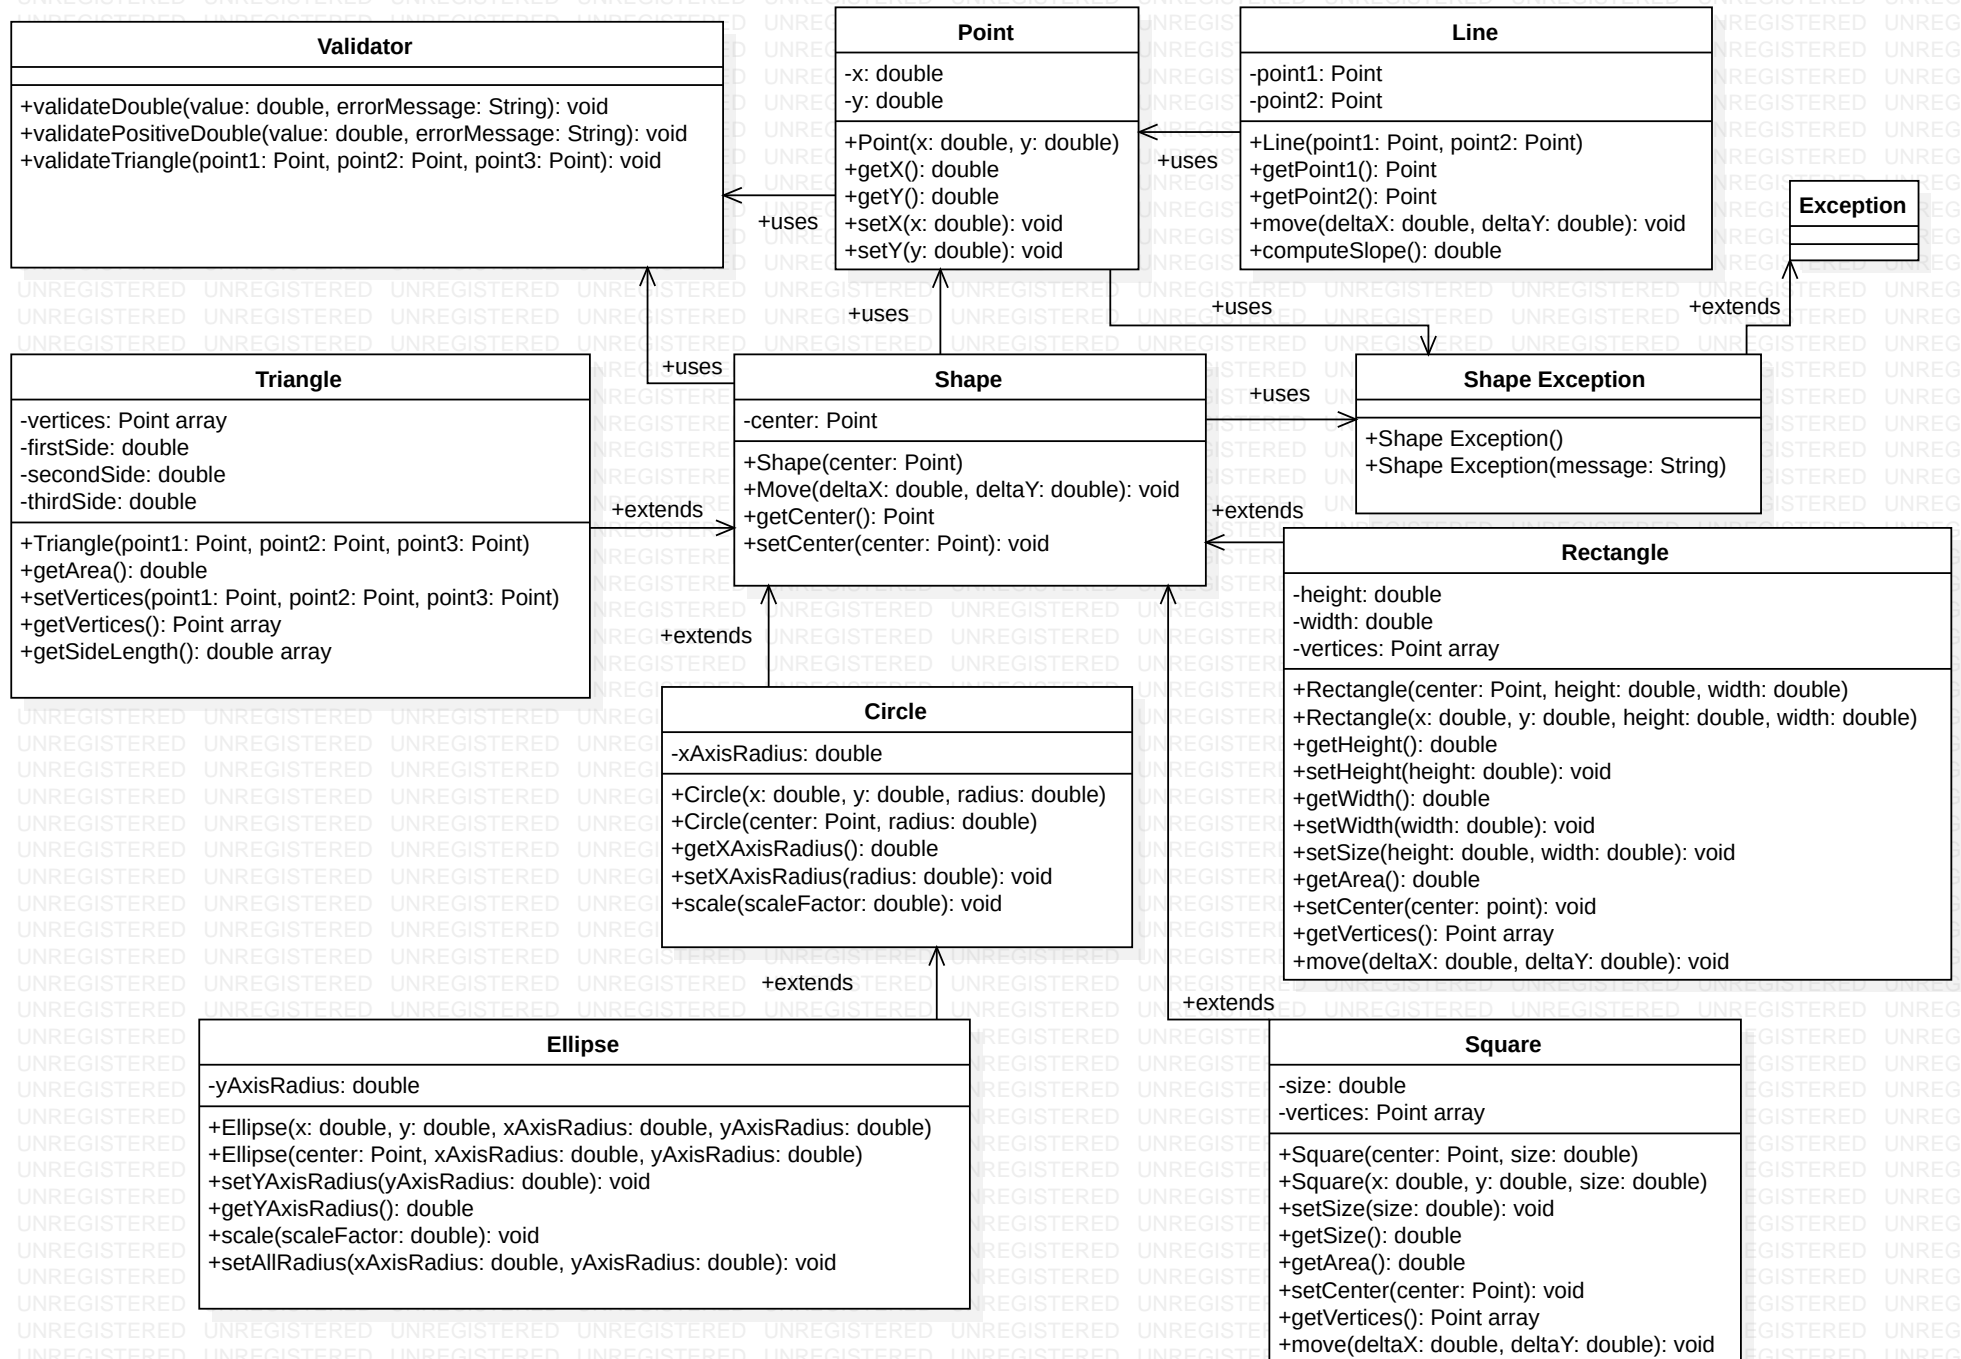 Validator
+validateDouble(value: double, errorMessage: String): void
+validatePositiveDouble(value: double, errorMessage: String): void
+validateTriangle(point1: Point, point2: Point, point3: Point): void
Point
-x: double
-y: double
+Point(x: double, y: double)
+getX(): double
+getY(): double
+setX(x: double): void
+setY(y: double): void
Line
-point1: Point
-point2: Point
+Line(point1: Point, point2: Point)
+getPoint1(): Point
+getPoint2(): Point
+move(deltaX: double, deltaY: double): void
+computeSlope(): double
Exception
+uses
+uses
+uses
+uses
+extends
+uses
+uses
Triangle
-vertices: Point array
-firstSide: double
-secondSide: double
-thirdSide: double
+Triangle(point1: Point, point2: Point, point3: Point)
+getArea(): double
+setVertices(point1: Point, point2: Point, point3: Point)
+getVertices(): Point array
+getSideLength(): double array
+extends
Shape
-center: Point
+Shape(center: Point)
+Move(deltaX: double, deltaY: double): void
+getCenter(): Point
+setCenter(center: Point): void
Shape Exception
+Shape Exception()
+Shape Exception(message: String)
+extends
+extends
Rectangle
-height: double
-width: double
-vertices: Point array
+Rectangle(center: Point, height: double, width: double)
+Rectangle(x: double, y: double, height: double, width: double)
+getHeight(): double
+setHeight(height: double): void
+getWidth(): double
+setWidth(width: double): void
+setSize(height: double, width: double): void
+getArea(): double
+setCenter(center: point): void
+getVertices(): Point array
+move(deltaX: double, deltaY: double): void
Circle
-xAxisRadius: double
+Circle(x: double, y: double, radius: double)
+Circle(center: Point, radius: double)
+getXAxisRadius(): double
+setXAxisRadius(radius: double): void
+scale(scaleFactor: double): void
+extends
+extends
Ellipse
-yAxisRadius: double
+Ellipse(x: double, y: double, xAxisRadius: double, yAxisRadius: double)
+Ellipse(center: Point, xAxisRadius: double, yAxisRadius: double)
+setYAxisRadius(yAxisRadius: double): void
+getYAxisRadius(): double
+scale(scaleFactor: double): void
+setAllRadius(xAxisRadius: double, yAxisRadius: double): void
Square
-size: double
-vertices: Point array
+Square(center: Point, size: double)
+Square(x: double, y: double, size: double)
+setSize(size: double): void
+getSize(): double
+getArea(): double
+setCenter(center: Point): void
+getVertices(): Point array
+move(deltaX: double, deltaY: double): void
UNREGISTERED